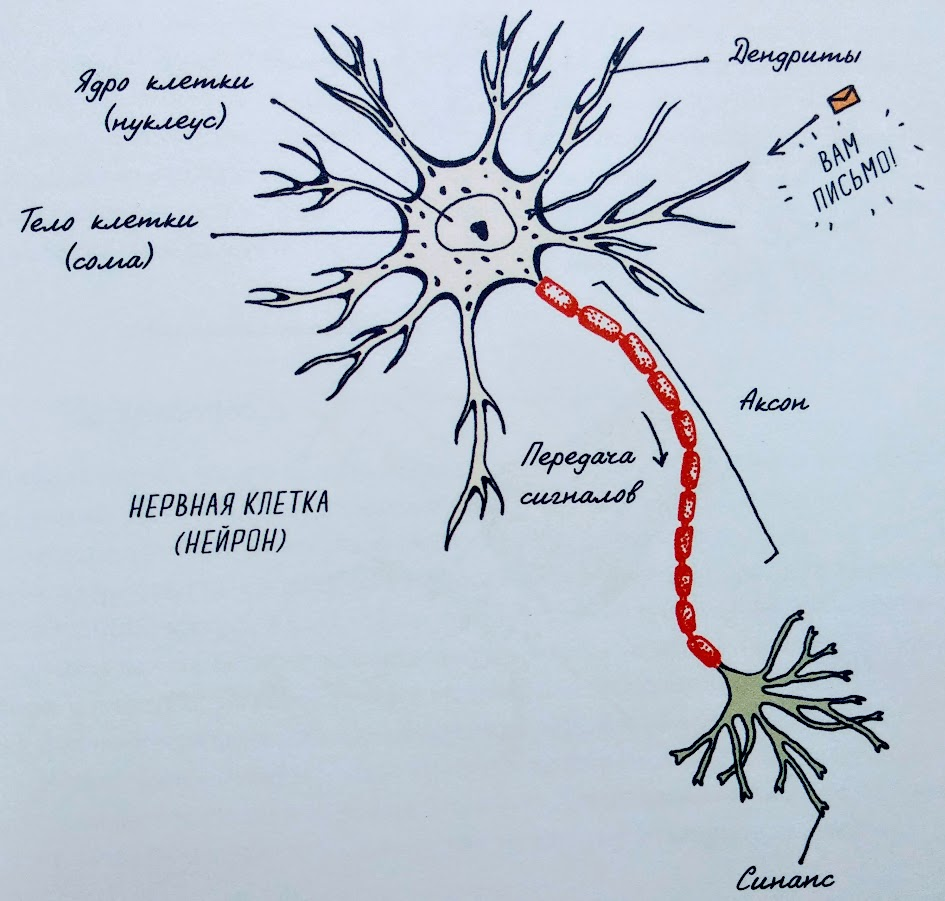 Ядро клетки
(нуклеус)
Дендриты
ВАМ
ПИСЬМО!
Тело клетки
(сома)
Аксон
Передача
сигналов
НЕРВНАЯ КЛЕТКА
(НЕЙРОН)
Синапс